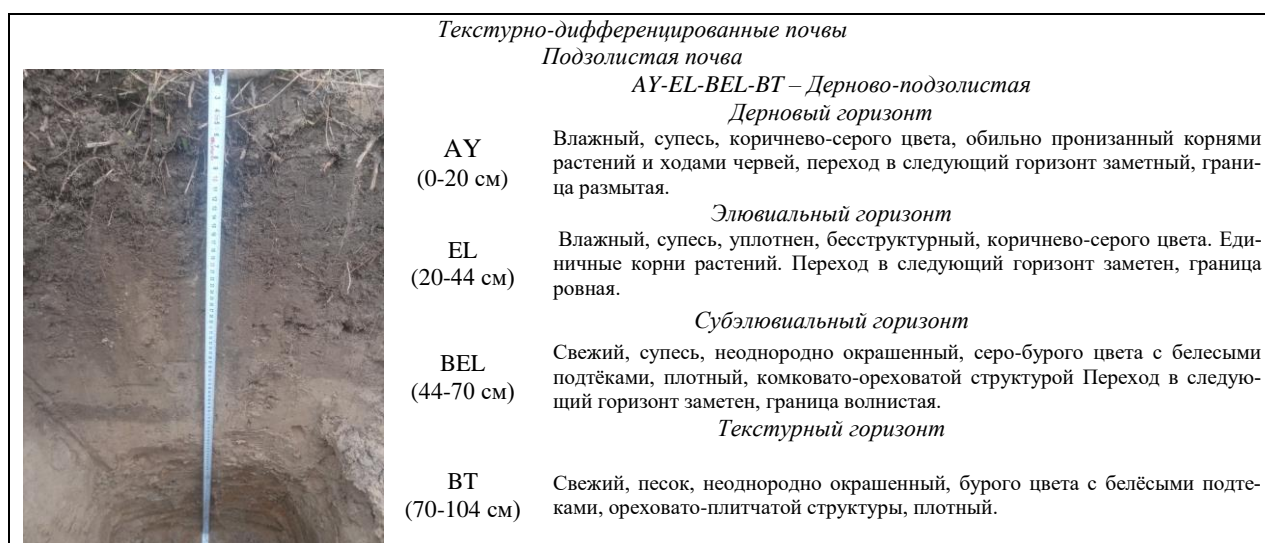 Текстурно-дифференцированные почвы
Подзолистая почва
AY-EL-BEL-BT – Дерново-подзолистая
Дерновый горизонт
AY
(0-20 см)
Влажный, супесь, коричнево-серого цвета, обильно пронизанный корнями
растений и ходами червей, переход в следующий горизонт заметный, грани-
ца размытая.
Элювиальный горизонт
EL
(20-44 см)
Влажный, супесь, уплотнен, бесструктурный, коричнево-серого цвета. Еди-
ничные корни растений. Переход в следующий горизонт заметен, граница
ровная.
Субэлювиальный горизонт
BEL
(44-70 см)
Свежий, супесь, неоднородно окрашенный, серо-бурого цвета с белесыми
подтёками, плотный, комковато-ореховатой структурой Переход в следую-
щий горизонт заметен, граница волнистая.
Текстурный горизонт
BT
(70-104 см)
Свежий, песок, неоднородно окрашенный, бурого цвета с белёсыми подте-
ками, ореховато-плитчатой структуры, плотный.